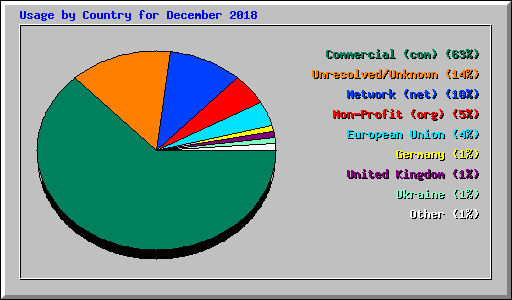 Usage by Country for December 2018
Commercial (com) (63%)
Unresolved/Unknown (14%)
Network (net) (10%)
Non-Profit (org) (5%)
European Union (4%)
Germany (1%)
United Kingdom (1%)
Ukraine (1%)
Other (1%)